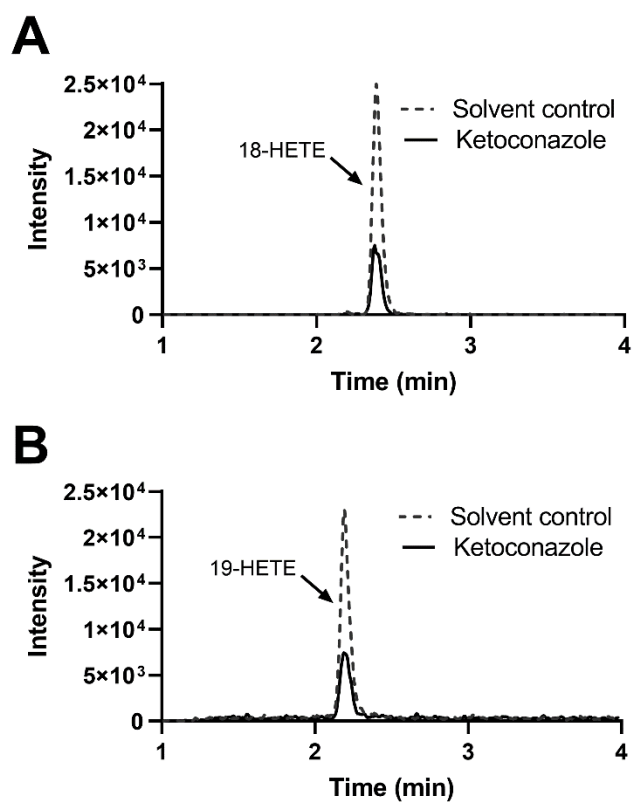 A
2.5×10⁴
2×10⁴
1.5×10⁴
1×10⁴
5×10³
0
Intensity
18-HETE
Solvent control
Ketoconazole
1 2 3 4
Time (min)
B
2.5×10⁴
2×10⁴
1.5×10⁴
1×10⁴
5×10³
0
Intensity
19-HETE
Solvent control
Ketoconazole
1 2 3 4
Time (min)